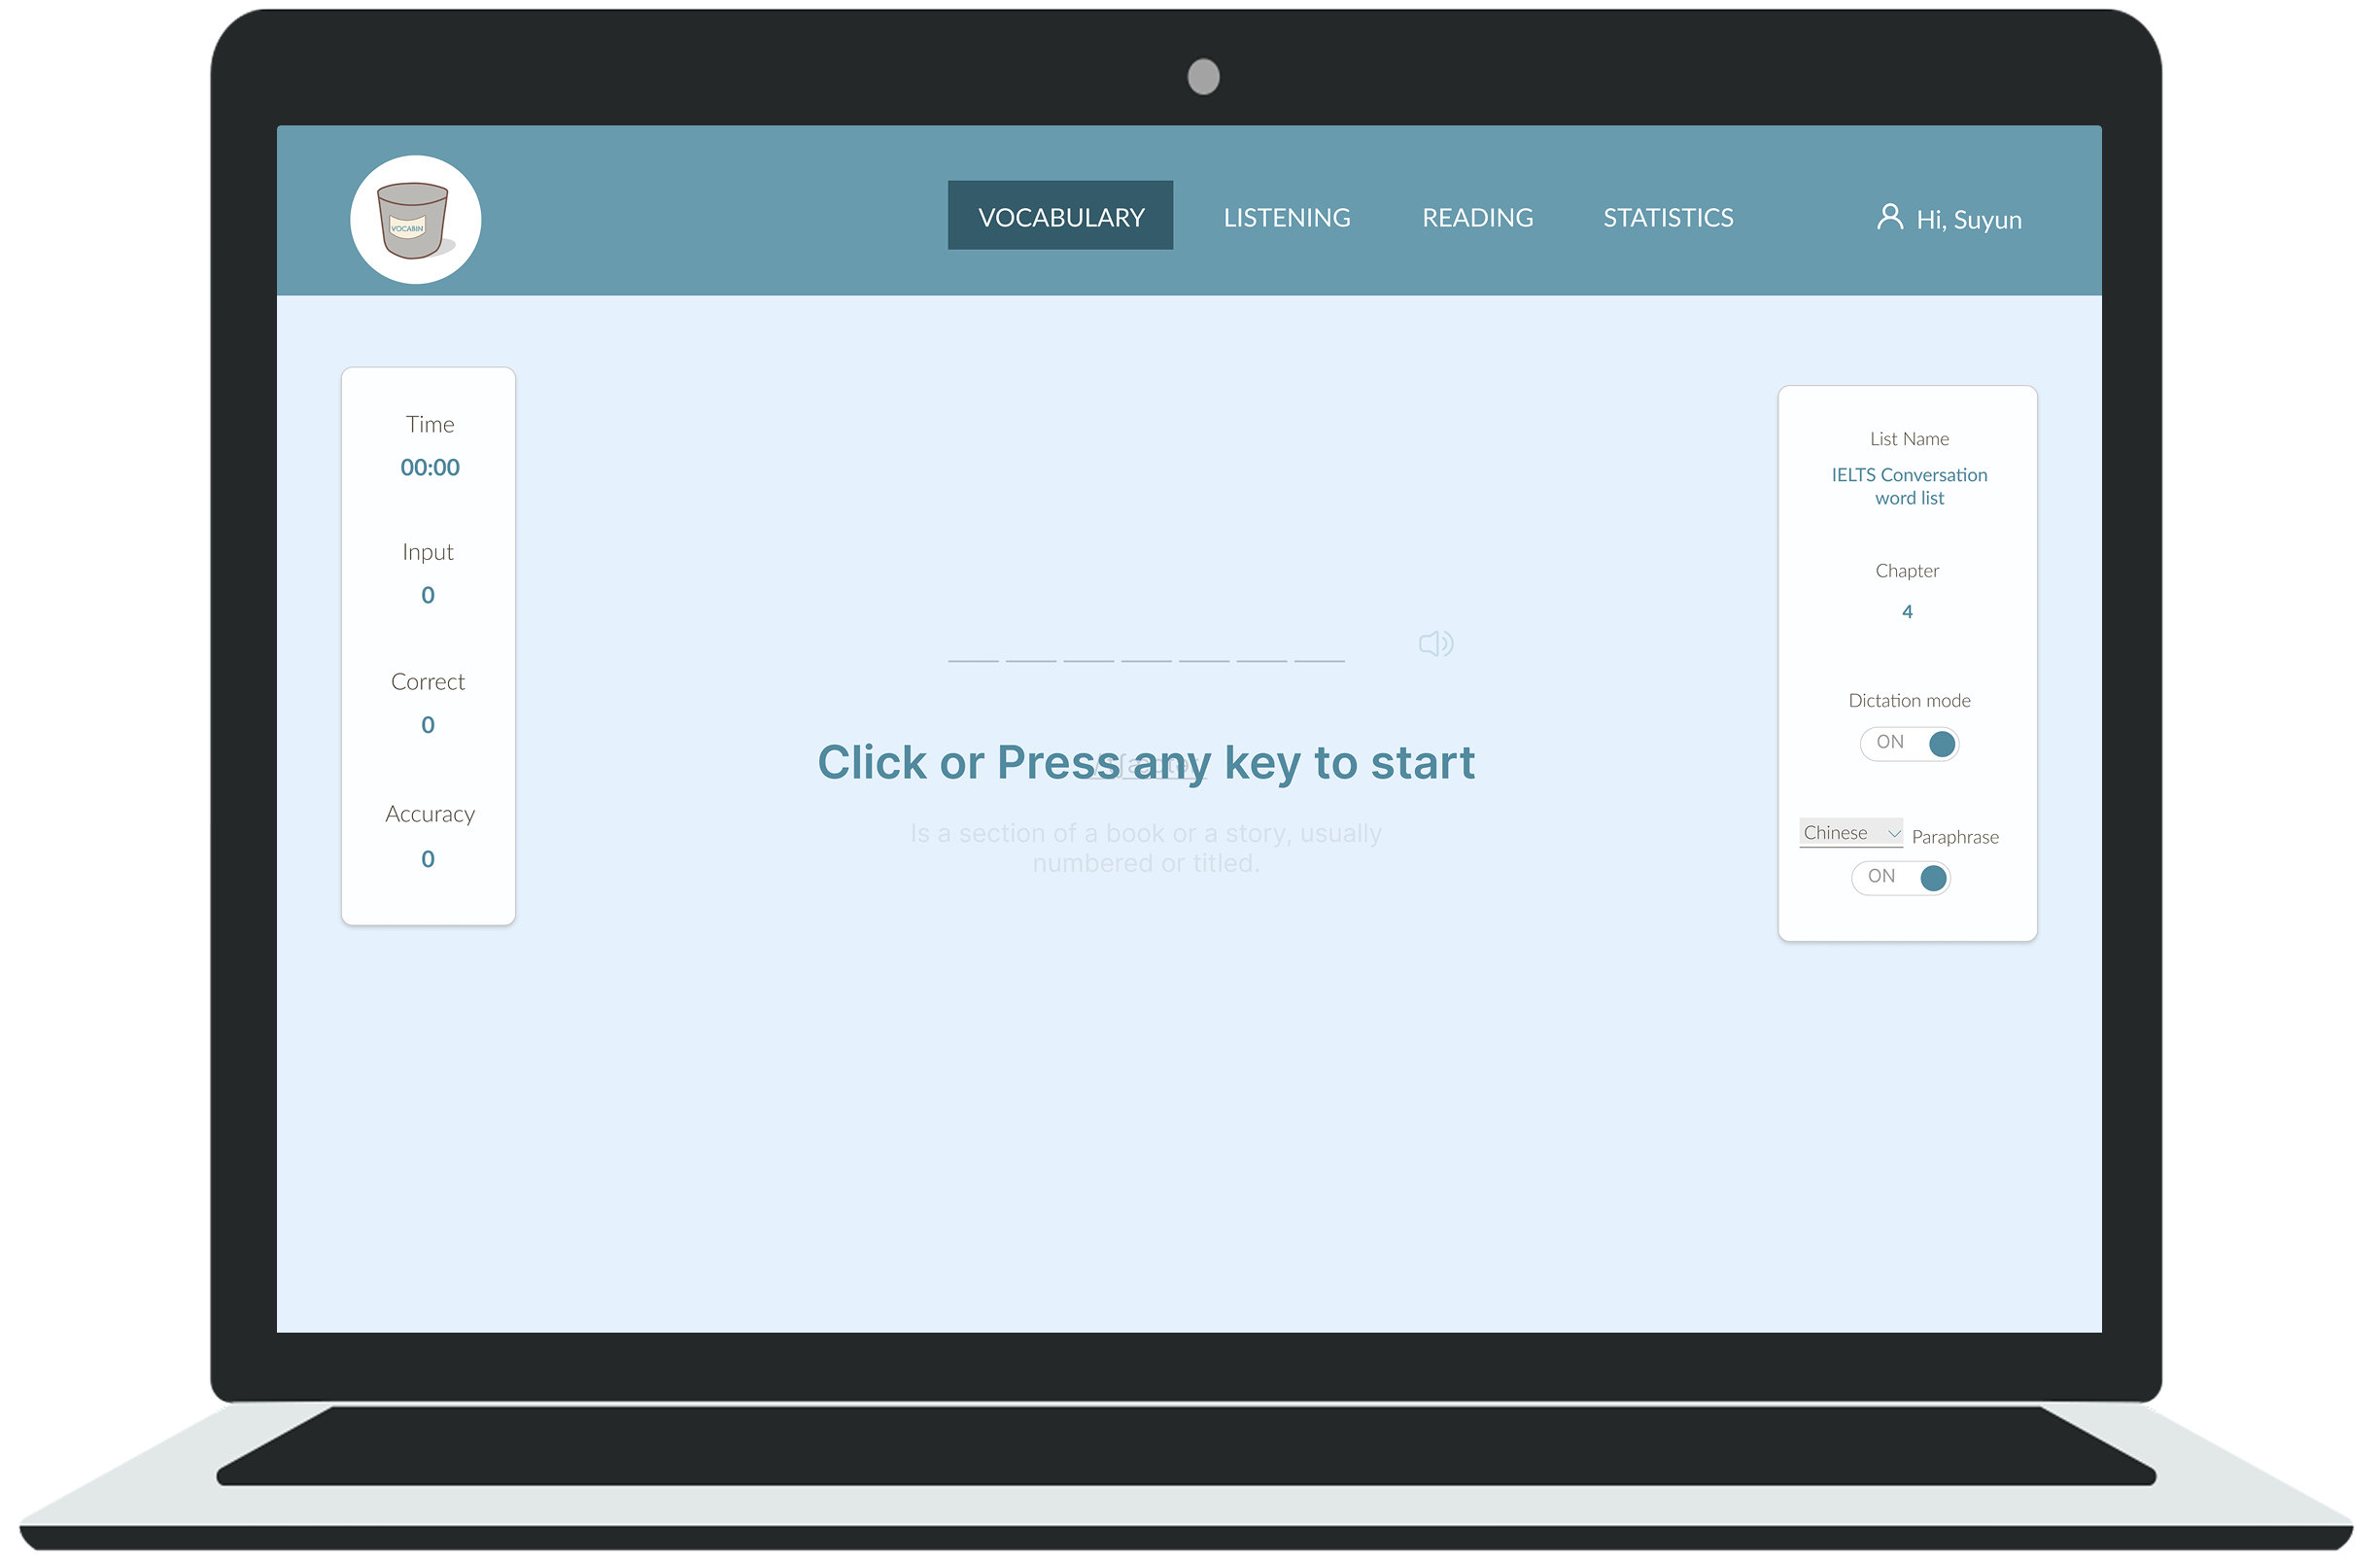 VOCABIN
VOCABULARY LISTENING READING STATISTICS Hi, Suyun
Time
00:00
Input
0
Correct
0
Accuracy
0
Click or Press any key to start
Is a section of a book or a story, usually
numbered or titled.
List Name
IELTS Conversation
word list
Chapter
4
Dictation mode
ON
Chinese Paraphrase
ON